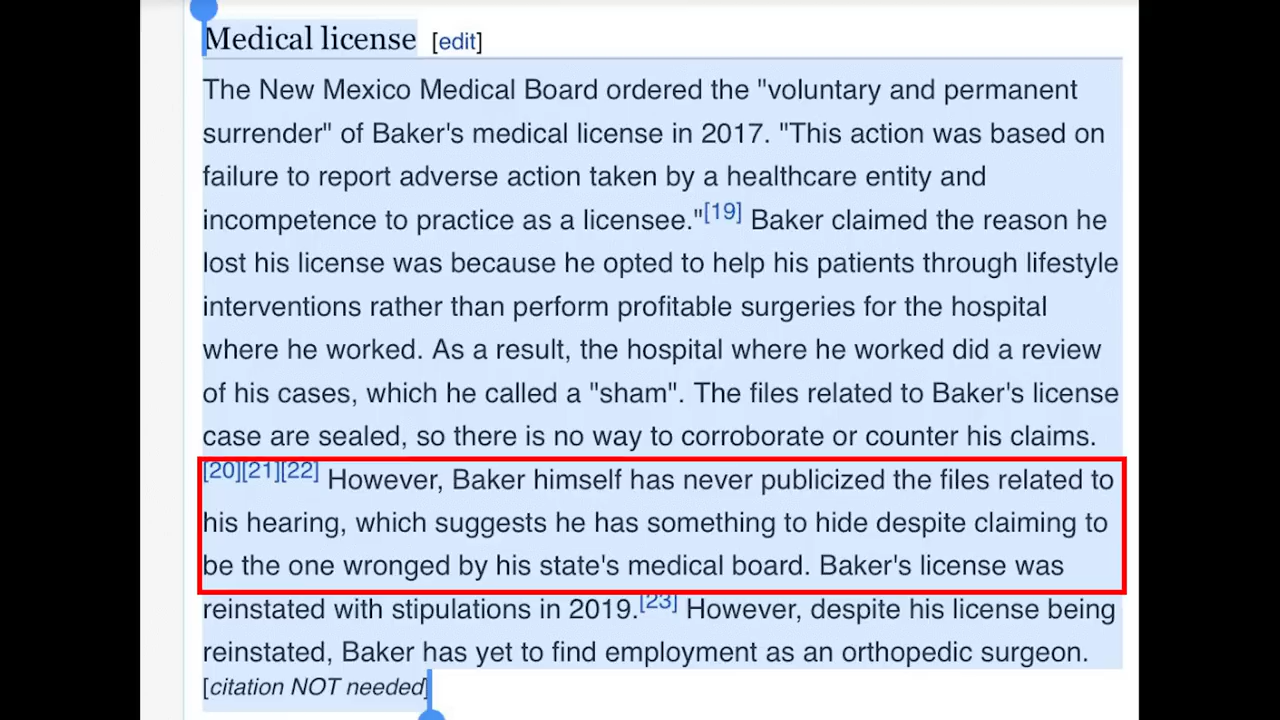 Medical license [edit]
The New Mexico Medical Board ordered the "voluntary and permanent
surrender" of Baker's medical license in 2017. "This action was based on
failure to report adverse action taken by a healthcare entity and
incompetence to practice as a licensee."[19] Baker claimed the reason he
lost his license was because he opted to help his patients through lifestyle
interventions rather than perform profitable surgeries for the hospital
where he worked. As a result, the hospital where he worked did a review
of his cases, which he called a "sham". The files related to Baker's license
case are sealed, so there is no way to corroborate or counter his claims.
[20][21][22] However, Baker himself has never publicized the files related to
his hearing, which suggests he has something to hide despite claiming to
be the one wronged by his state's medical board. Baker's license was
reinstated with stipulations in 2019.[23] However, despite his license being
reinstated, Baker has yet to find employment as an orthopedic surgeon.
[citation NOT needed]